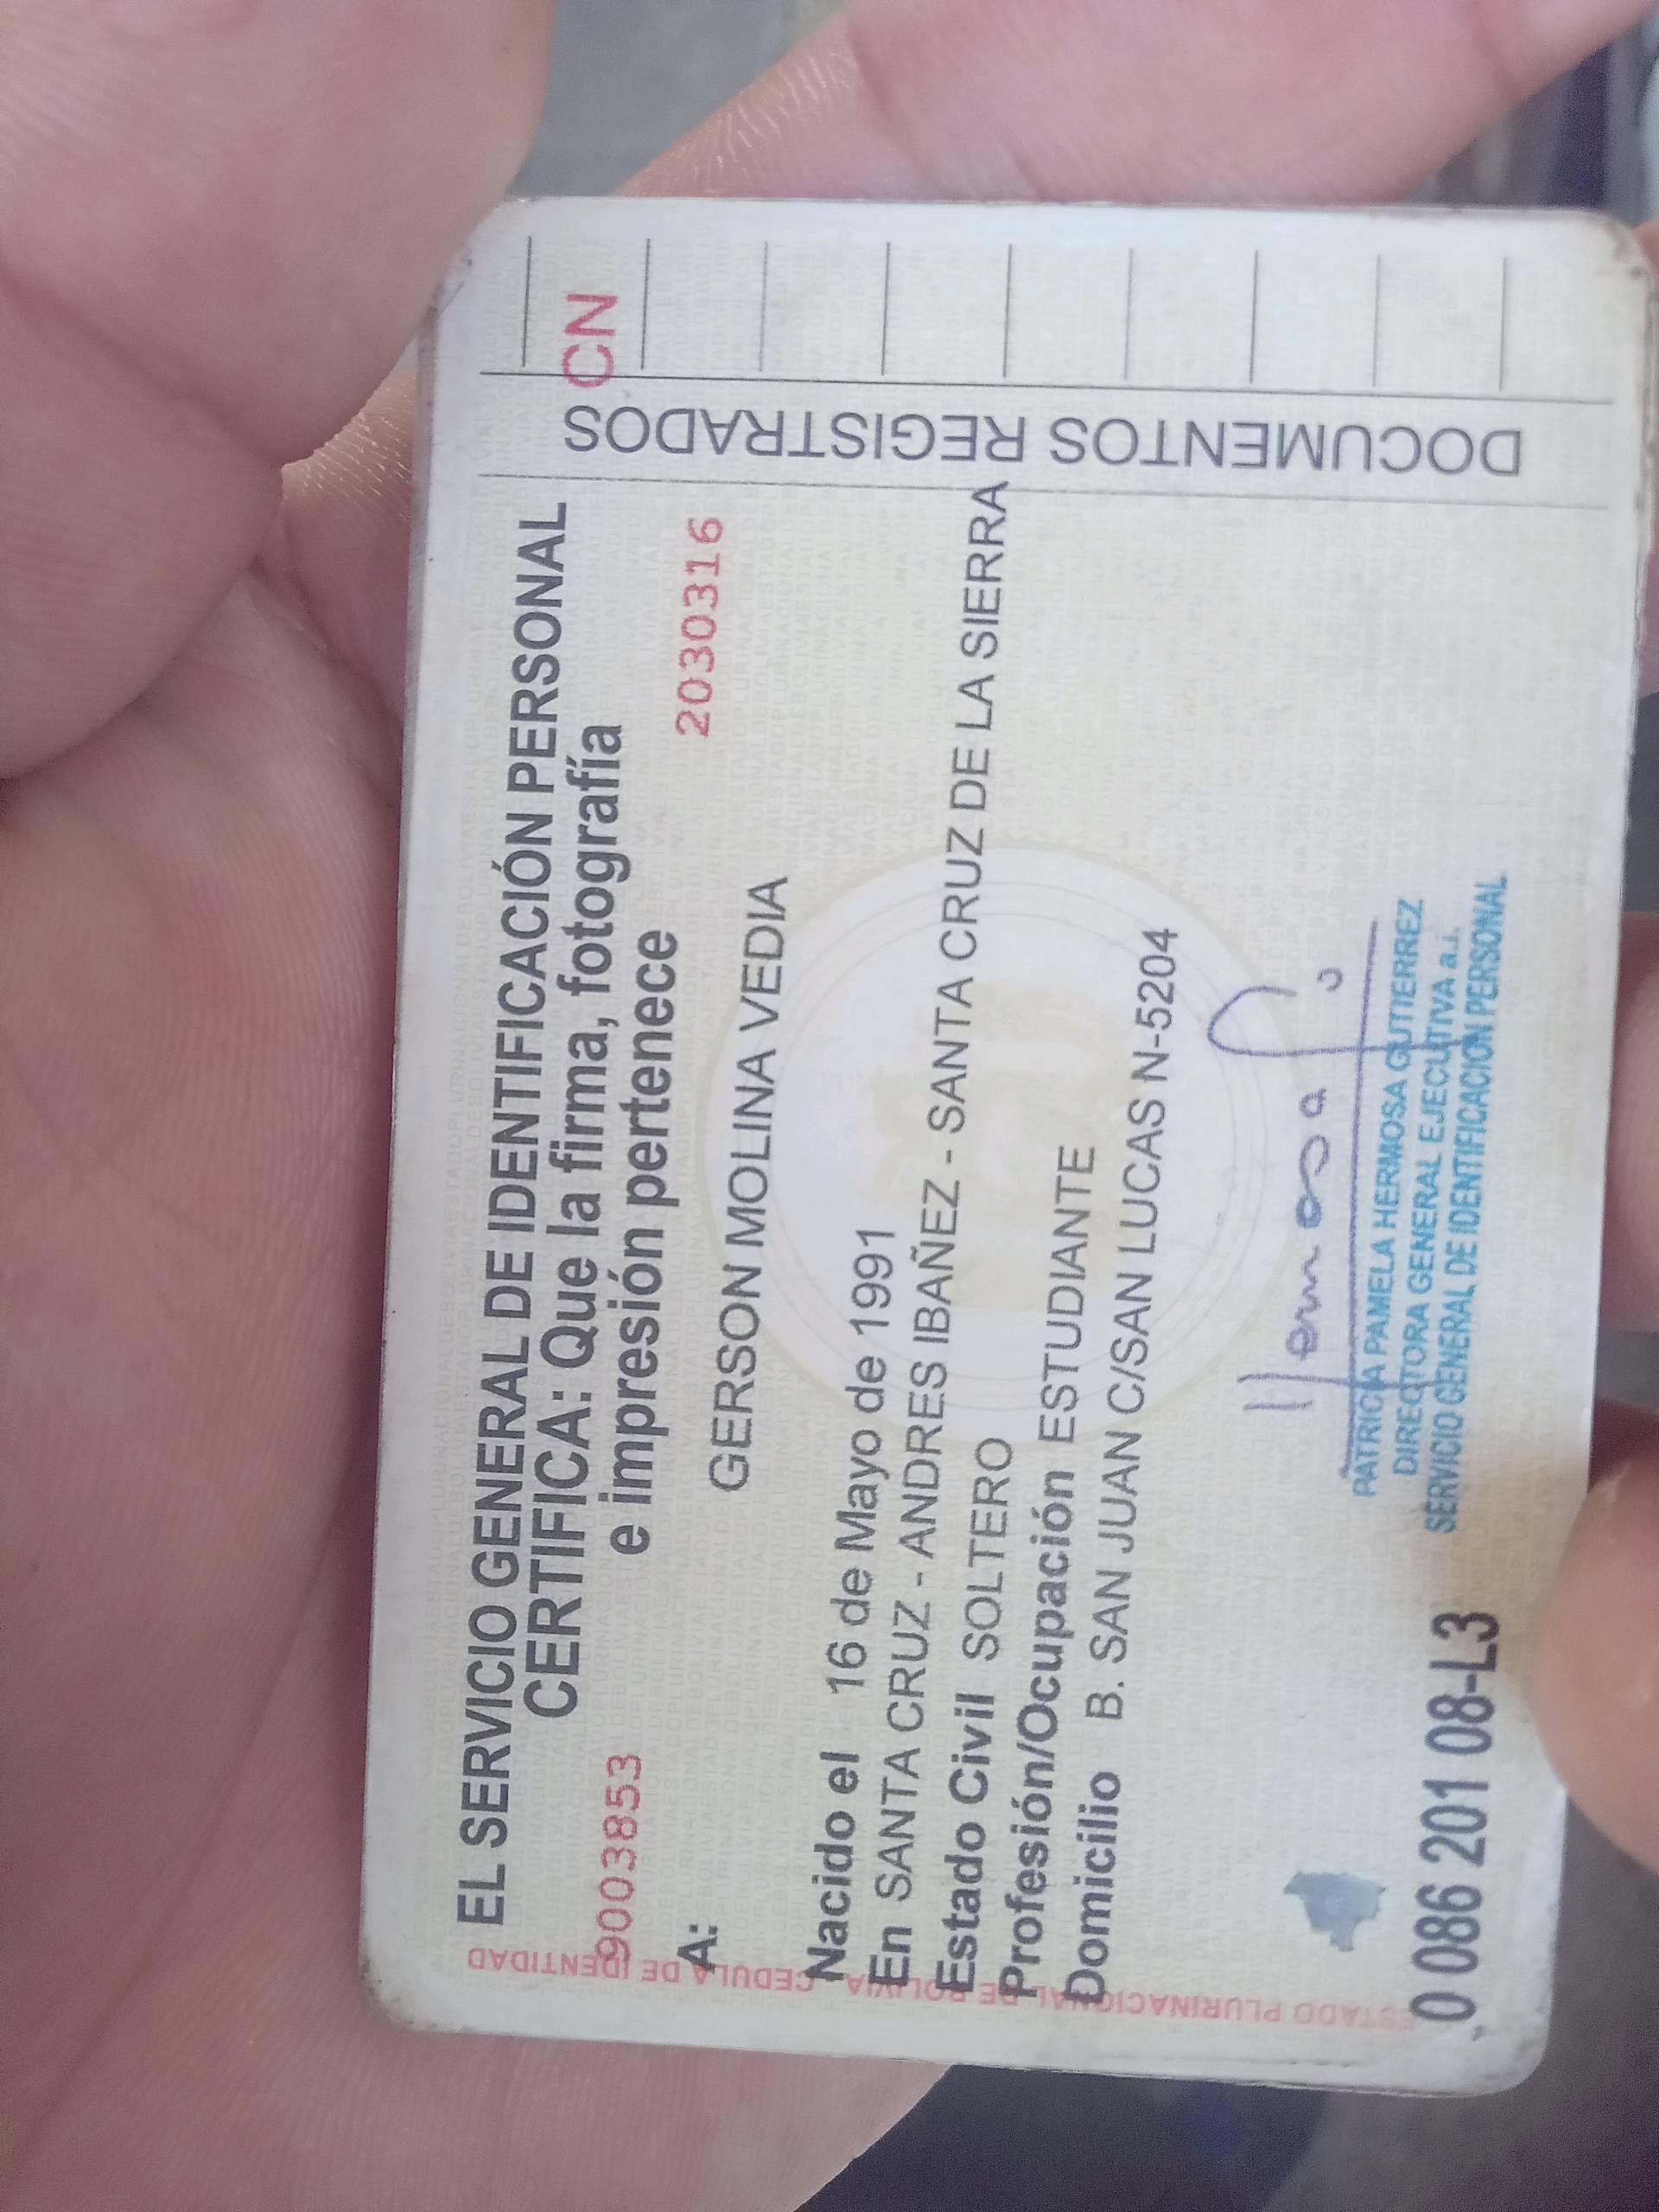 EL SERVICIO GENERAL DE IDENTIFICACIÓN PERSONAL
CERTIFICA: Que la firma, fotografía
9003853 e impresión pertenece
A: 2030316
GERSON MOLINA VEDIA
Nacido el 16 de Mayo de 1991
En SANTA CRUZ - ANDRES IBAÑEZ - SANTA CRUZ DE LA SIERRA
Estado Civil SOLTERO
Profesión/Ocupación ESTUDIANTE
Domicilio B. SAN JUAN C/SAN LUCAS N-5204
Hermosa G.
PATRICIA PAMELA HERMOSA GUTIERREZ
DIRECTORA GENERAL EJECUTIVA a.i.
SERVICIO GENERAL DE IDENTIFICACION PERSONAL
0 086 201 08-L3
DOCUMENTOS REGISTRADOS
CN
ESTADO PLURINACIONAL DE BOLIVIA CEDULA DE IDENTIDAD